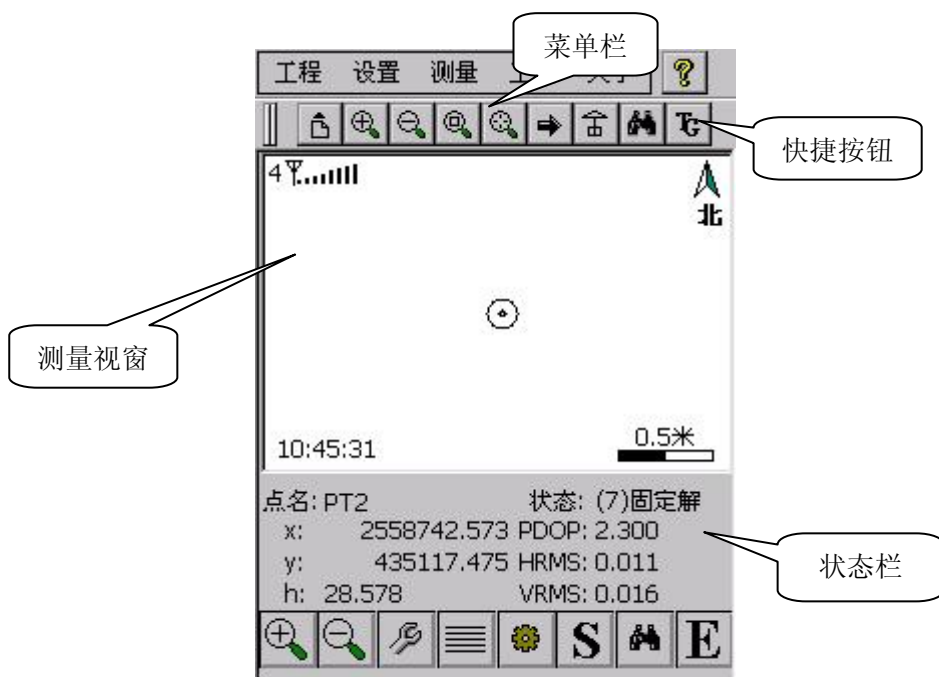 菜单栏
工程 设置 测量
快捷按钮
4
北
测量视窗
10:45:31
0.5米
点名: PT2 状态: (7)固定解
x: 2558742.573 PDOP: 2.300
y: 435117.475 HRMS: 0.011
h: 28.578 VRMS: 0.016
状态栏
S E